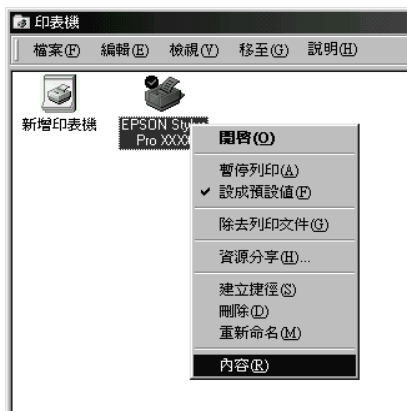 印表機
檔案(F) 編輯(E) 檢視(V) 移至(G) 說明(H)
新增印表機
EPSON Stylus
Pro XXXX
開啓(O)
暫停列印(A)
設成預設值(F)
除去列印文件(G)
資源分享(H)...
建立捷徑(S)
刪除(D)
重新命名(M)
內容(R)